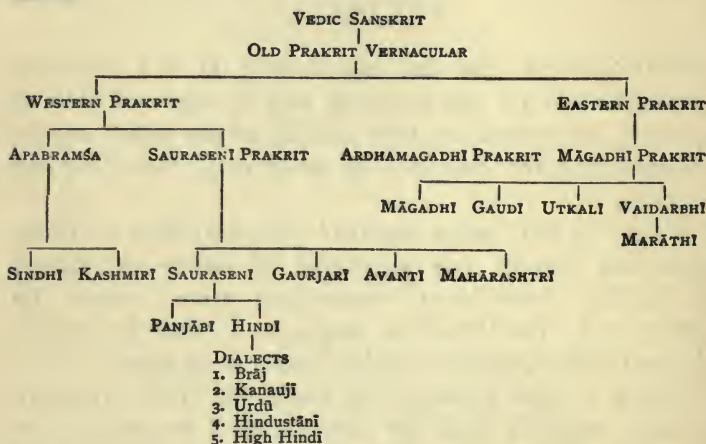 VEDIC SANSKRIT
OLD PRAKRIT VERNACULAR
WESTERN PRAKRIT EASTERN PRAKRIT
APABRAMŚA SAURASENĪ PRAKRIT ARDHAMAGADHĪ PRAKRIT MĀGADHĪ PRAKRIT
MĀGADHĪ GAUDĪ UTKALĪ VAIDARBHĪ
MARĀTHĪ
SINDHĪ KASHMIRĪ SAURASENĪ GAURJARĪ AVANTĪ MAHĀRASHTRĪ
PANJĀBĪ HINDĪ
DIALECTS
1. Brāj
2. Kanaujī
3. Urdū
4. Hindustānī
5. High Hindī